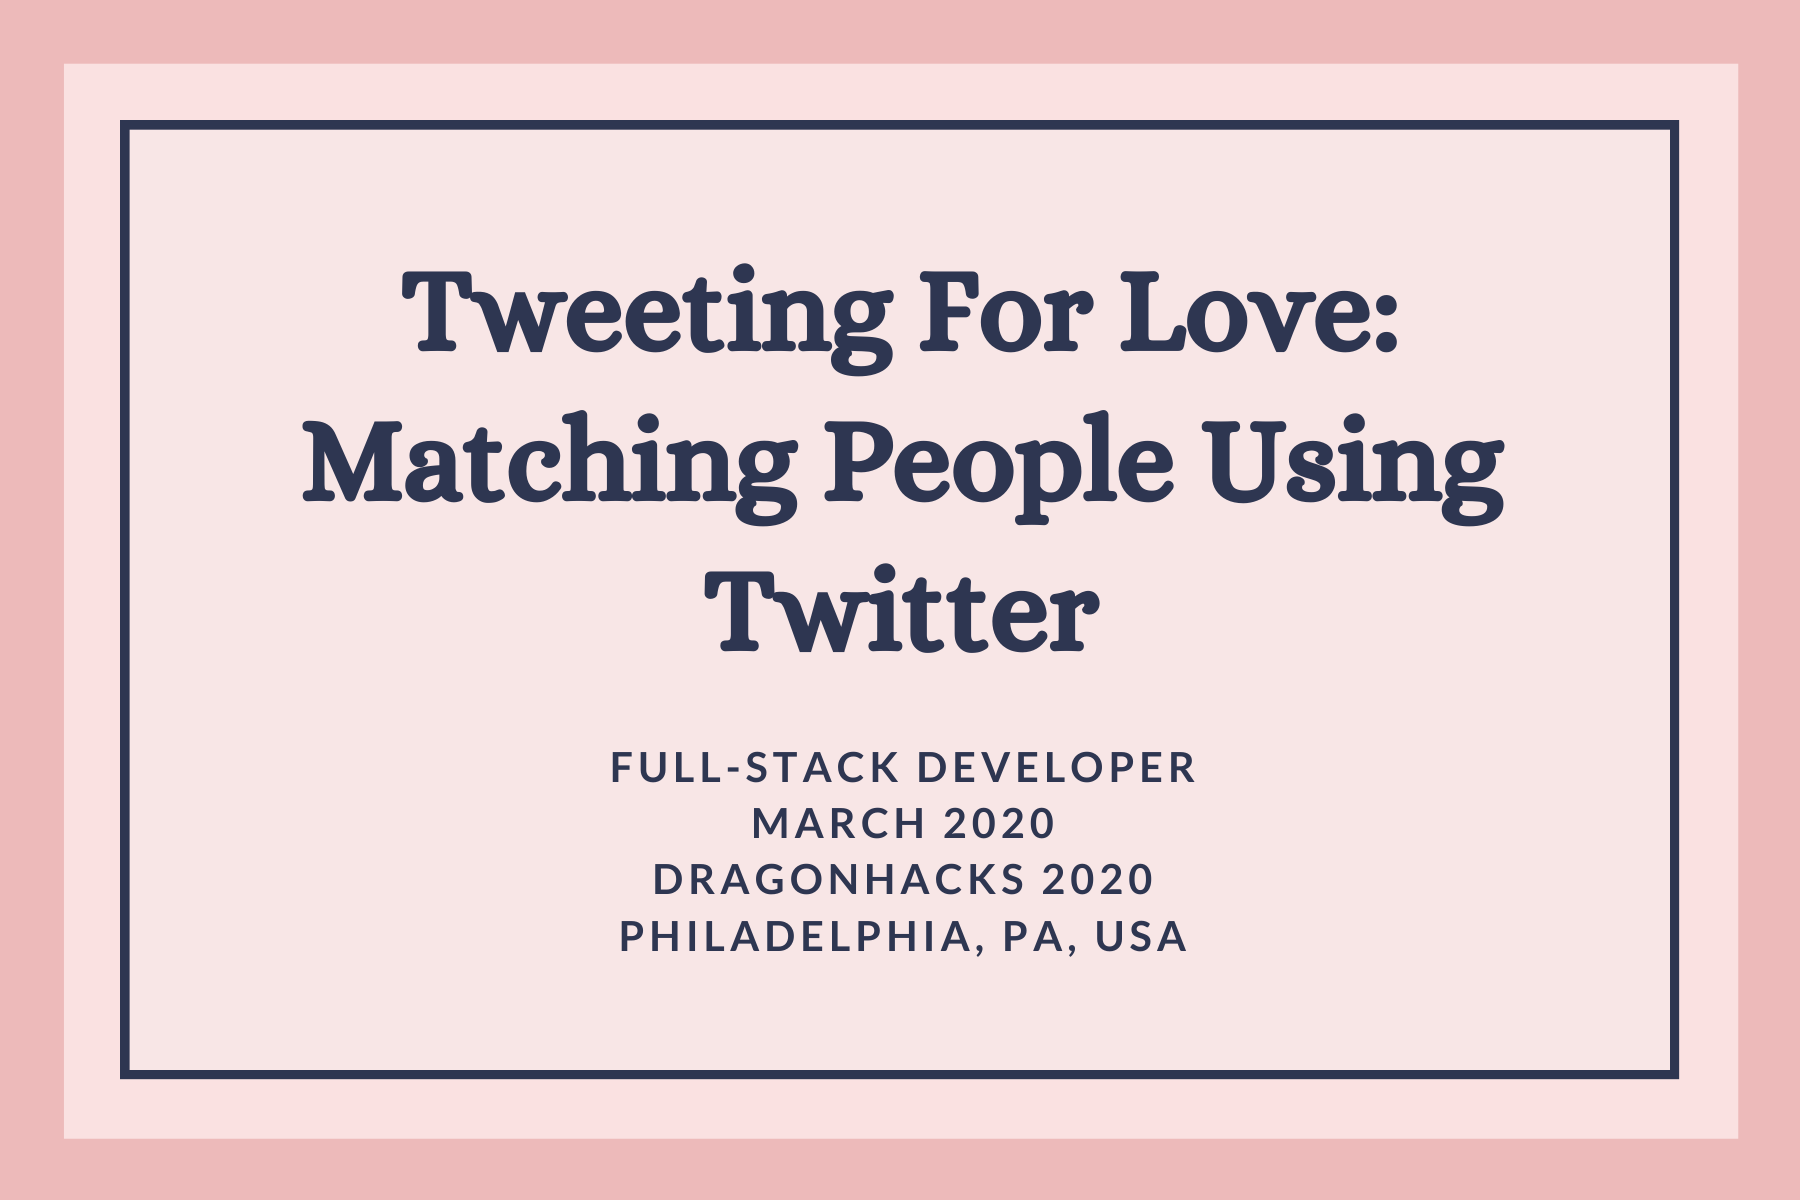 Tweeting For Love:
Matching People Using
Twitter
FULL-STACK DEVELOPER
MARCH 2020
DRAGONHACKS 2020
PHILADELPHIA, PA, USA